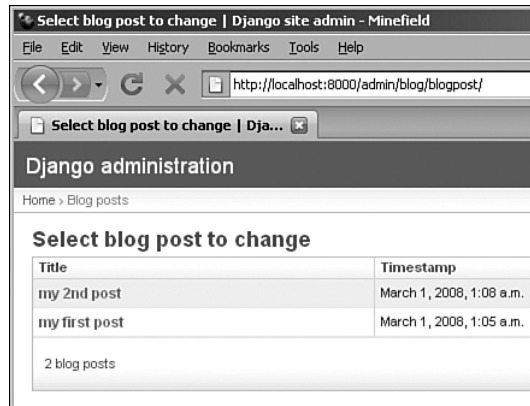 Select blog post to change | Django site admin - Minefield
File Edit View History Bookmarks Tools Help
http://localhost:8000/admin/blog/blogpost/
Select blog post to change | Dja...
Django administration
Home › Blog posts
Select blog post to change
Title Timestamp
my 2nd post March 1, 2008, 1:08 a.m.
my first post March 1, 2008, 1:05 a.m.
2 blog posts